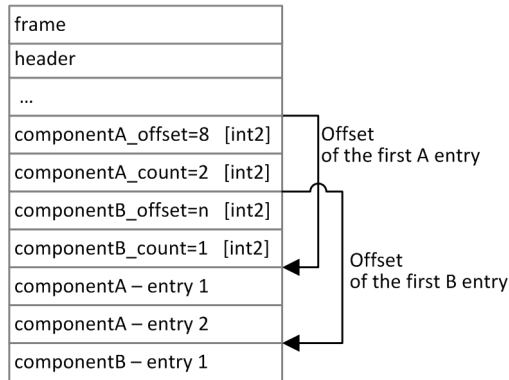 frame
header
...
componentA_offset=8 [int2]
componentA_count=2 [int2]
componentB_offset=n [int2]
componentB_count=1 [int2]
componentA – entry 1
componentA – entry 2
componentB – entry 1
Offset
of the first A entry
Offset
of the first B entry